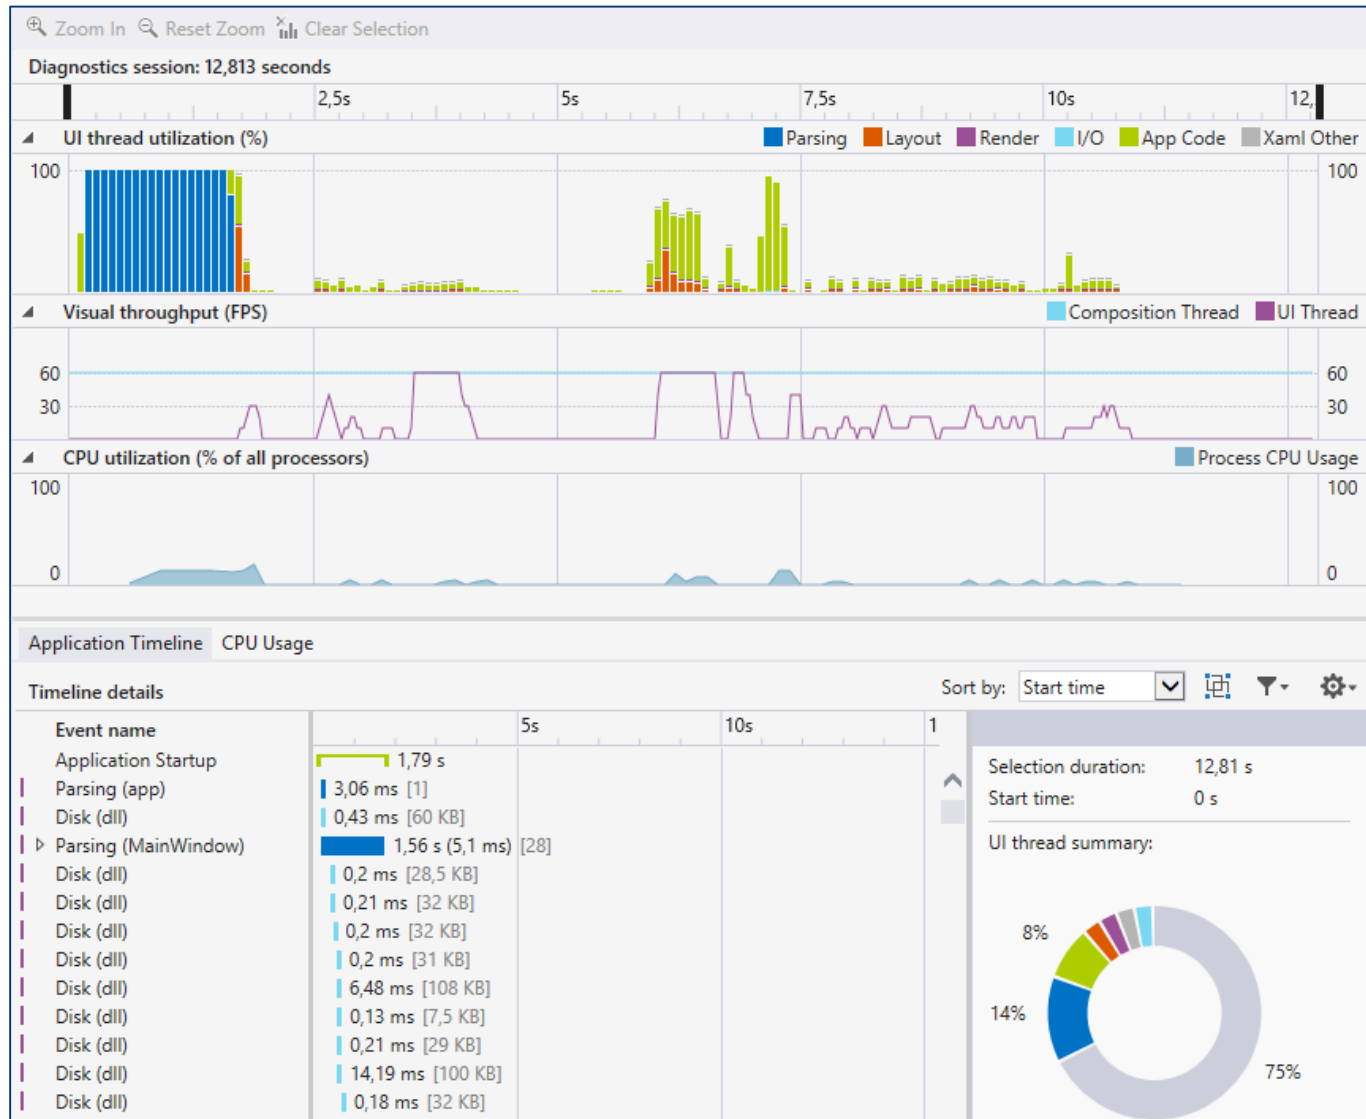 Zoom In Reset Zoom Clear Selection
Diagnostics session: 12,813 seconds
2,5s 5s 7,5s 10s 12,
UI thread utilization (%) Parsing Layout Render I/O App Code Xaml Other
100 100
Visual throughput (FPS) Composition Thread UI Thread
60 60
30 30
CPU utilization (% of all processors) Process CPU Usage
100 100
0 0
Application Timeline CPU Usage
Timeline details Sort by: Start time
Event name 5s 10s 1
Application Startup 1,79 s
Parsing (app) 3,06 ms [1]
Disk (dll) 0,43 ms [60 KB]
Parsing (MainWindow) 1,56 s (5,1 ms) [28]
Disk (dll) 0,2 ms [28,5 KB]
Disk (dll) 0,21 ms [32 KB]
Disk (dll) 0,2 ms [32 KB]
Disk (dll) 0,2 ms [31 KB]
Disk (dll) 6,48 ms [108 KB]
Disk (dll) 0,13 ms [7,5 KB]
Disk (dll) 0,21 ms [29 KB]
Disk (dll) 14,19 ms [100 KB]
Disk (dll) 0,18 ms [32 KB]
Selection duration: 12,81 s
Start time: 0 s
UI thread summary:
8%
14%
75%